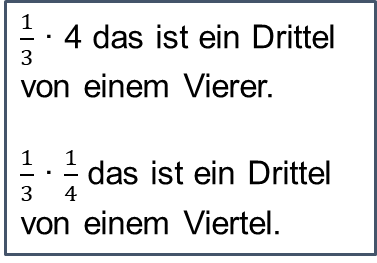 1/3 · 4 das ist ein Drittel
von einem Vierer.
1/3 · 1/4 das ist ein Drittel
von einem Viertel.